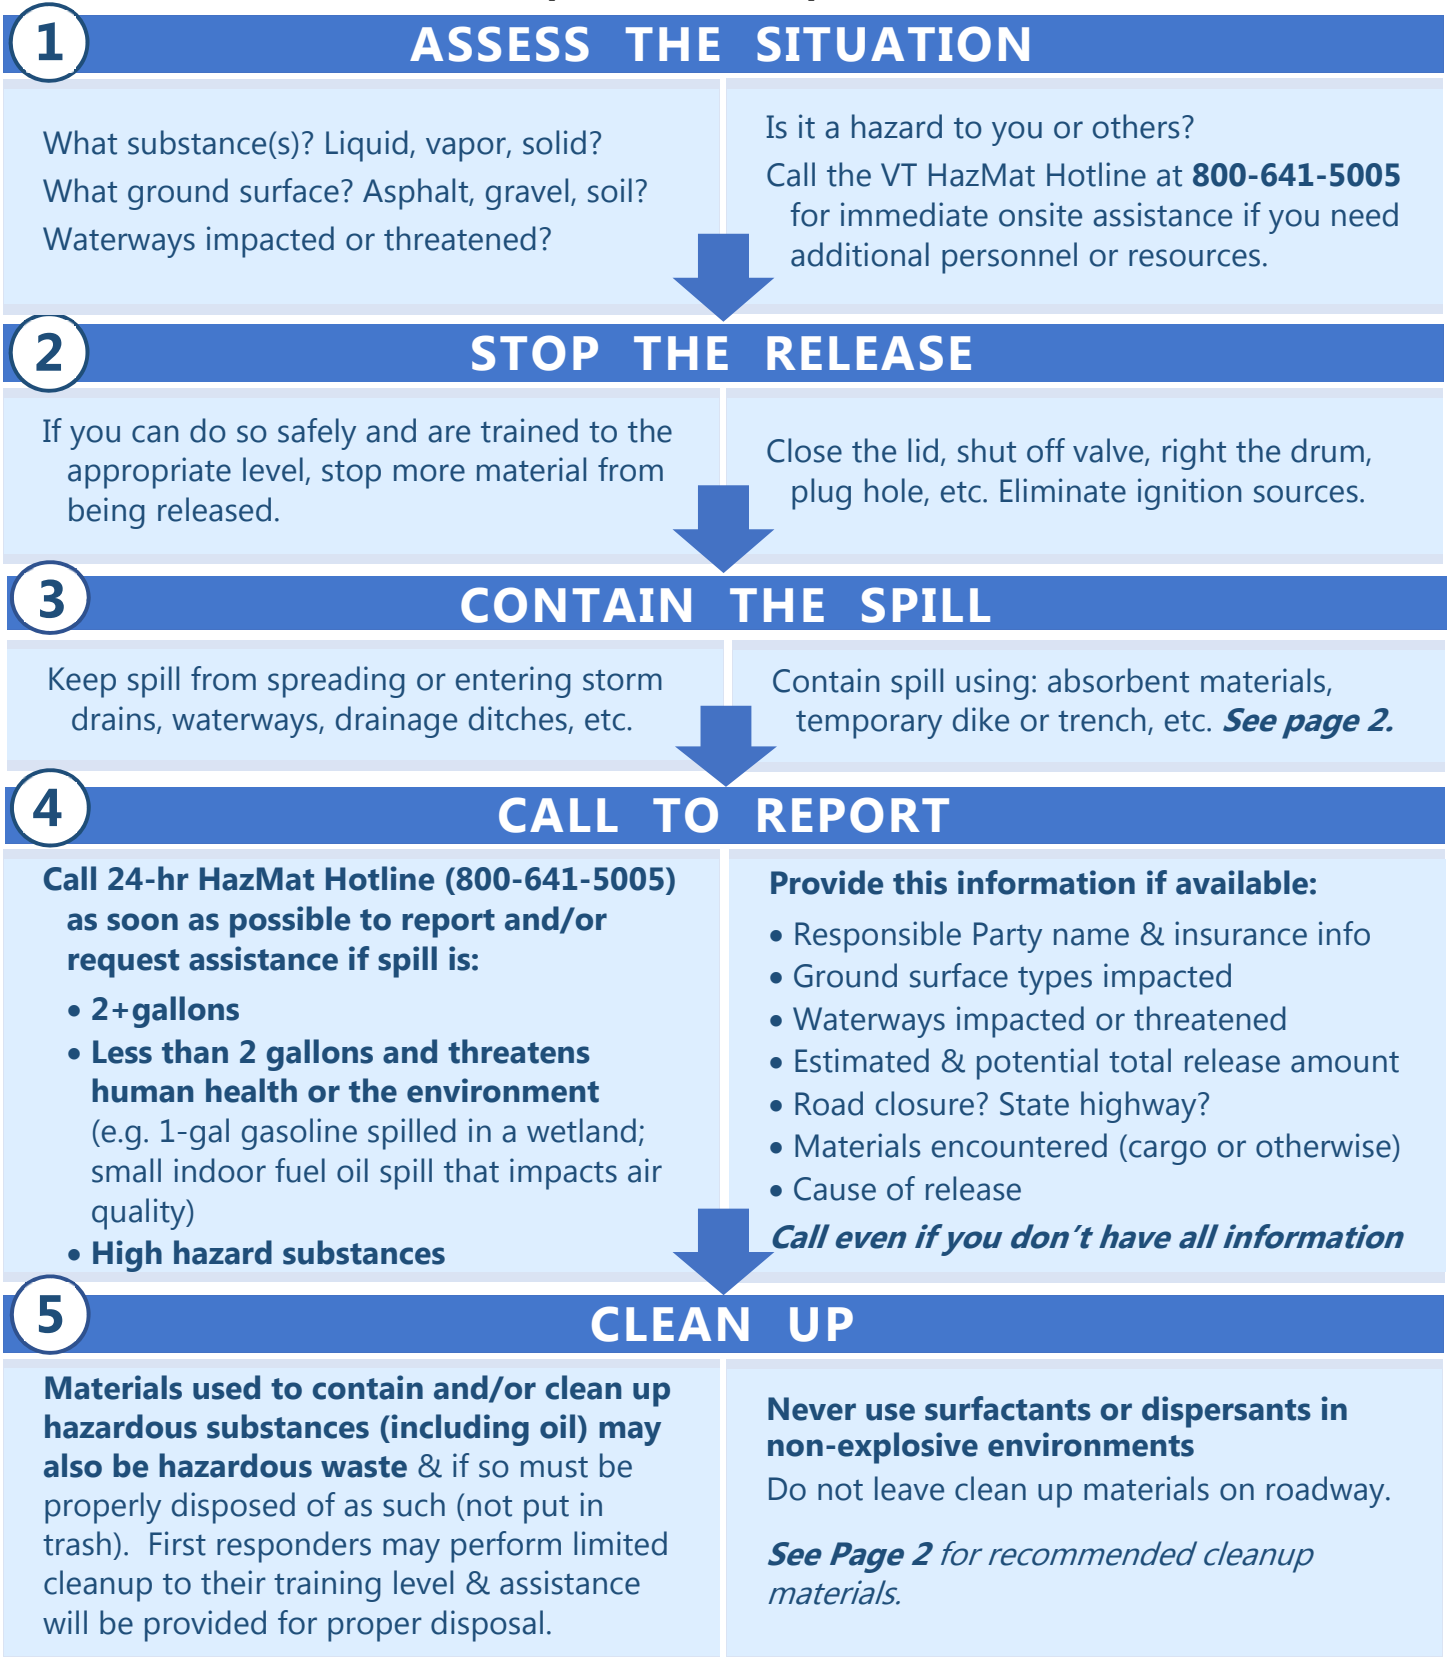 1
ASSESS THE SITUATION
What substance(s)? Liquid, vapor, solid?
What ground surface? Asphalt, gravel, soil?
Waterways impacted or threatened?
Is it a hazard to you or others?
Call the VT HazMat Hotline at 800-641-5005
for immediate onsite assistance if you need
additional personnel or resources.
2
STOP THE RELEASE
If you can do so safely and are trained to the
appropriate level, stop more material from
being released.
Close the lid, shut off valve, right the drum,
plug hole, etc. Eliminate ignition sources.
3
CONTAIN THE SPILL
Keep spill from spreading or entering storm
drains, waterways, drainage ditches, etc.
Contain spill using: absorbent materials,
temporary dike or trench, etc. See page 2.
4
CALL TO REPORT
Call 24-hr HazMat Hotline (800-641-5005)
as soon as possible to report and/or
request assistance if spill is:
• 2+gallons
• Less than 2 gallons and threatens
human health or the environment
(e.g. 1-gal gasoline spilled in a wetland;
small indoor fuel oil spill that impacts air
quality)
• High hazard substances
Provide this information if available:
• Responsible Party name & insurance info
• Ground surface types impacted
• Waterways impacted or threatened
• Estimated & potential total release amount
• Road closure? State highway?
• Materials encountered (cargo or otherwise)
• Cause of release
Call even if you don't have all information
5
CLEAN UP
Materials used to contain and/or clean up
hazardous substances (including oil) may
also be hazardous waste & if so must be
properly disposed of as such (not put in
trash).  First responders may perform limited
cleanup to their training level & assistance
will be provided for proper disposal.
Never use surfactants or dispersants in
non-explosive environments
Do not leave clean up materials on roadway.
See Page 2 for recommended cleanup
materials.